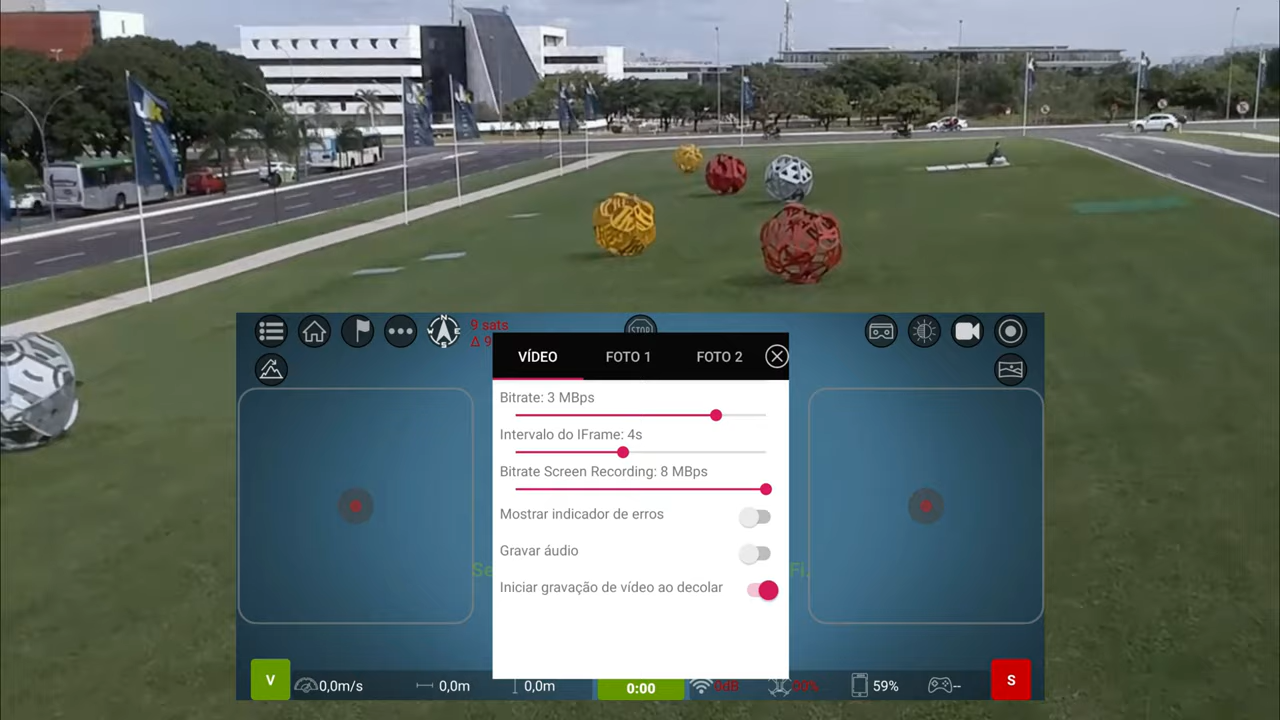 N
S
9 sats
Δ 9
STOP
VÍDEO
FOTO 1
FOTO 2
Bitrate: 3 MBps
Intervalo do IFrame: 4s
Bitrate Screen Recording: 8 MBps
Mostrar indicador de erros
Gravar áudio
Iniciar gravação de vídeo ao decolar
V
0,0m/s
0,0m
0,0m
0:00
0dB
59%
--
S